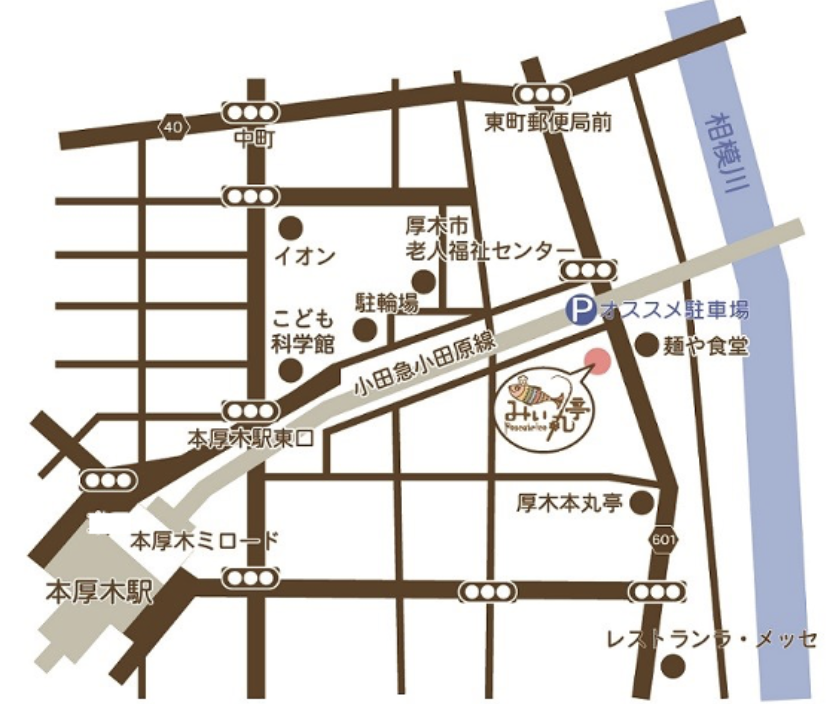 40
中町
東町郵便局前
相模川
イオン
厚木市
老人福祉センター
駐輪場
こども
科学館
P オススメ駐車場
小田急小田原線
麺や食堂
みぃ丸亭
本厚木駅東口
厚木本丸亭
601
本厚木ミロード
本厚木駅
レストランラ・メッセ